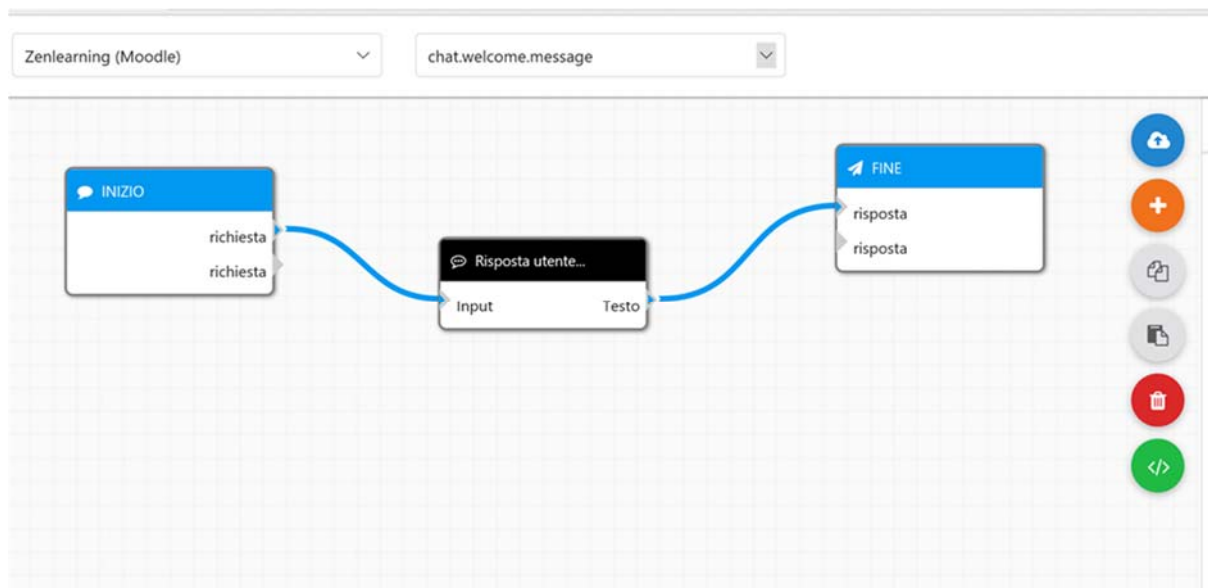 Zenlearning (Moodle)
chat.welcome.message
INIZIO
richiesta
richiesta
Risposta utente...
Input
Testo
FINE
risposta
risposta